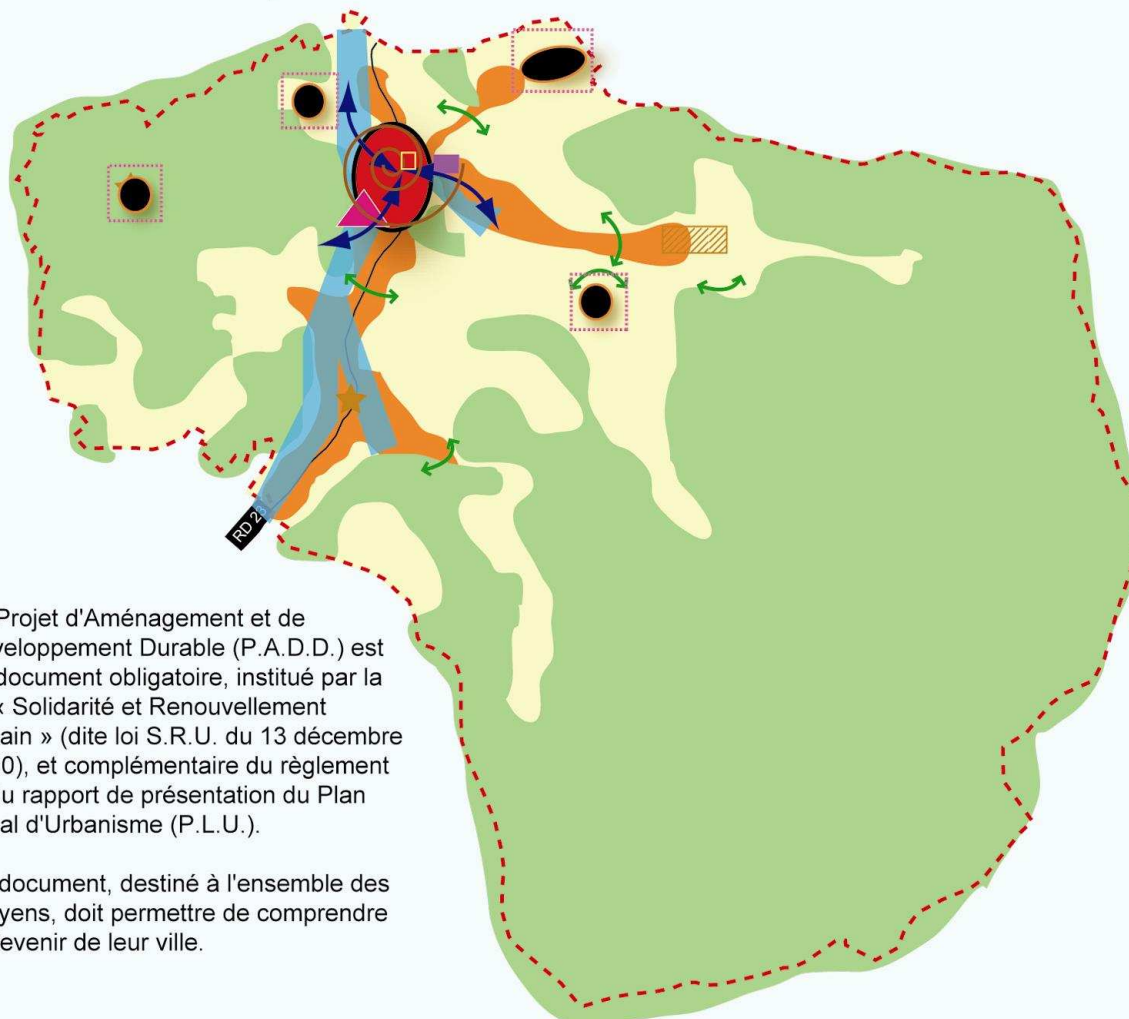 RD 23
Projet d'Aménagement et de
veloppement Durable (P.A.D.D.) est
document obligatoire, institué par la
« Solidarité et Renouvellement
ain » (dite loi S.R.U. du 13 décembre
0), et complémentaire du règlement
u rapport de présentation du Plan
al d'Urbanisme (P.L.U.).
document, destiné à l'ensemble des
yens, doit permettre de comprendre
evenir de leur ville.